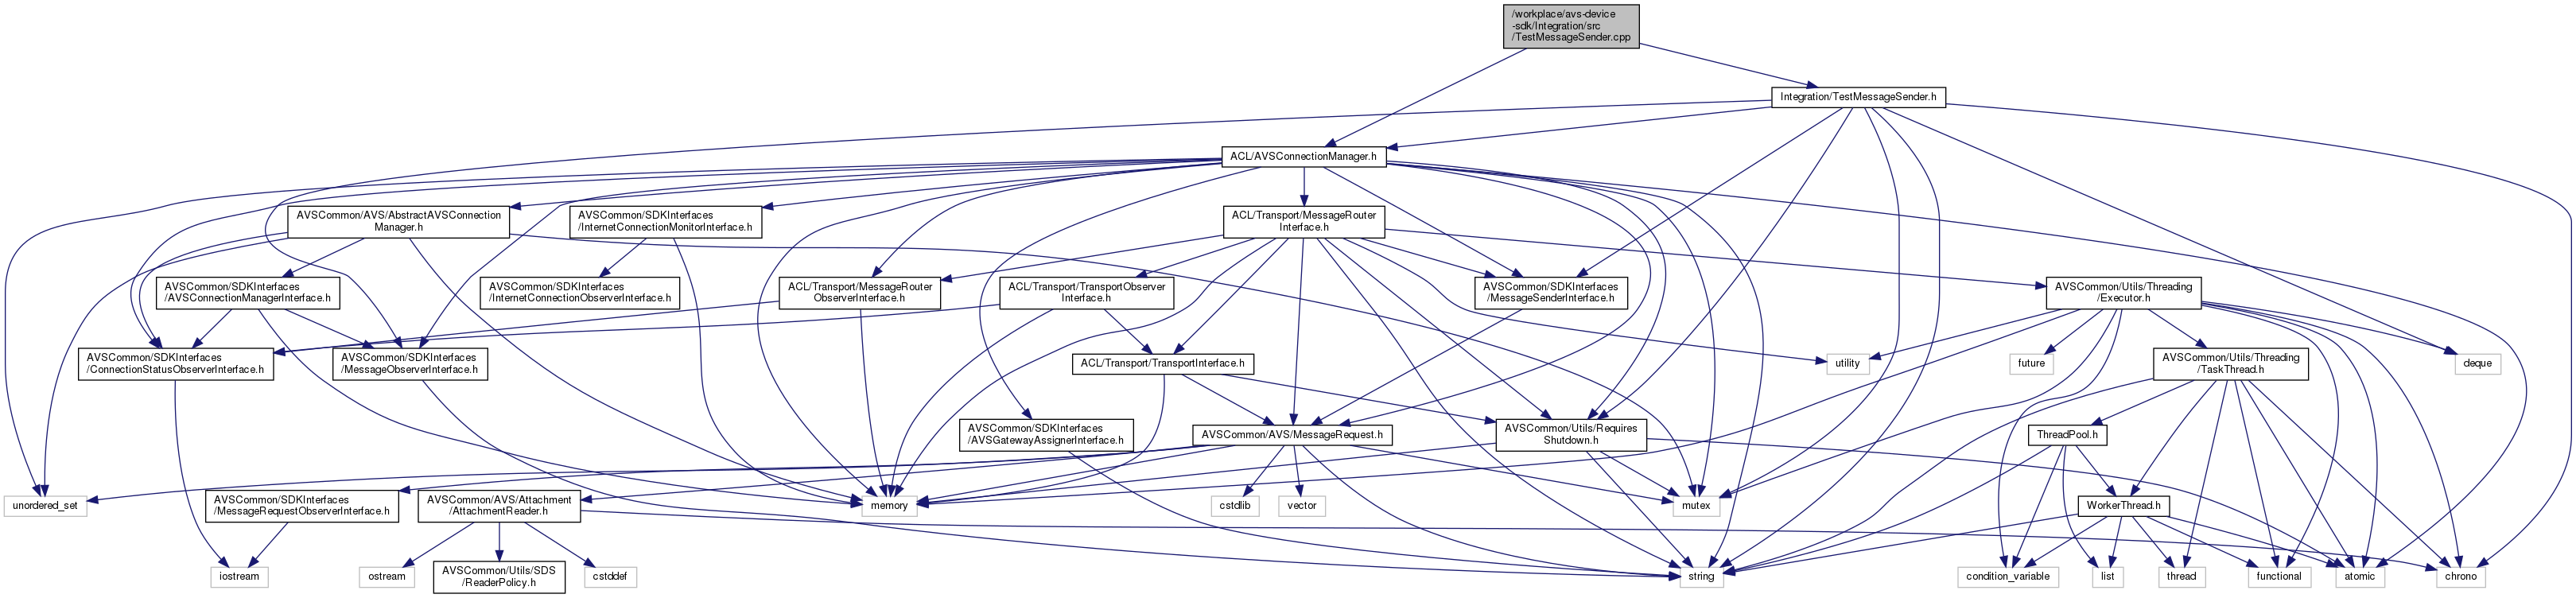 /workplace/avs-device
-sdk/Integration/src
/TestMessageSender.cpp
Integration/TestMessageSender.h
ACL/AVSConnectionManager.h
AVSCommon/AVS/AbstractAVSConnection
Manager.h
AVSCommon/SDKInterfaces
/InternetConnectionMonitorInterface.h
ACL/Transport/MessageRouter
Interface.h
AVSCommon/SDKInterfaces
/AVSConnectionManagerInterface.h
AVSCommon/SDKInterfaces
/InternetConnectionObserverInterface.h
ACL/Transport/MessageRouter
ObserverInterface.h
ACL/Transport/TransportObserver
Interface.h
AVSCommon/SDKInterfaces
/MessageSenderInterface.h
AVSCommon/Utils/Threading
/Executor.h
AVSCommon/SDKInterfaces
/ConnectionStatusObserverInterface.h
AVSCommon/SDKInterfaces
/MessageObserverInterface.h
ACL/Transport/TransportInterface.h
utility
future
AVSCommon/Utils/Threading
/TaskThread.h
deque
AVSCommon/SDKInterfaces
/AVSGatewayAssignerInterface.h
AVSCommon/AVS/MessageRequest.h
AVSCommon/Utils/Requires
Shutdown.h
ThreadPool.h
unordered_set
AVSCommon/SDKInterfaces
/MessageRequestObserverInterface.h
AVSCommon/AVS/Attachment
/AttachmentReader.h
memory
cstdlib
vector
mutex
WorkerThread.h
iostream
ostream
AVSCommon/Utils/SDS
/ReaderPolicy.h
cstddef
string
condition_variable
list
thread
functional
atomic
chrono